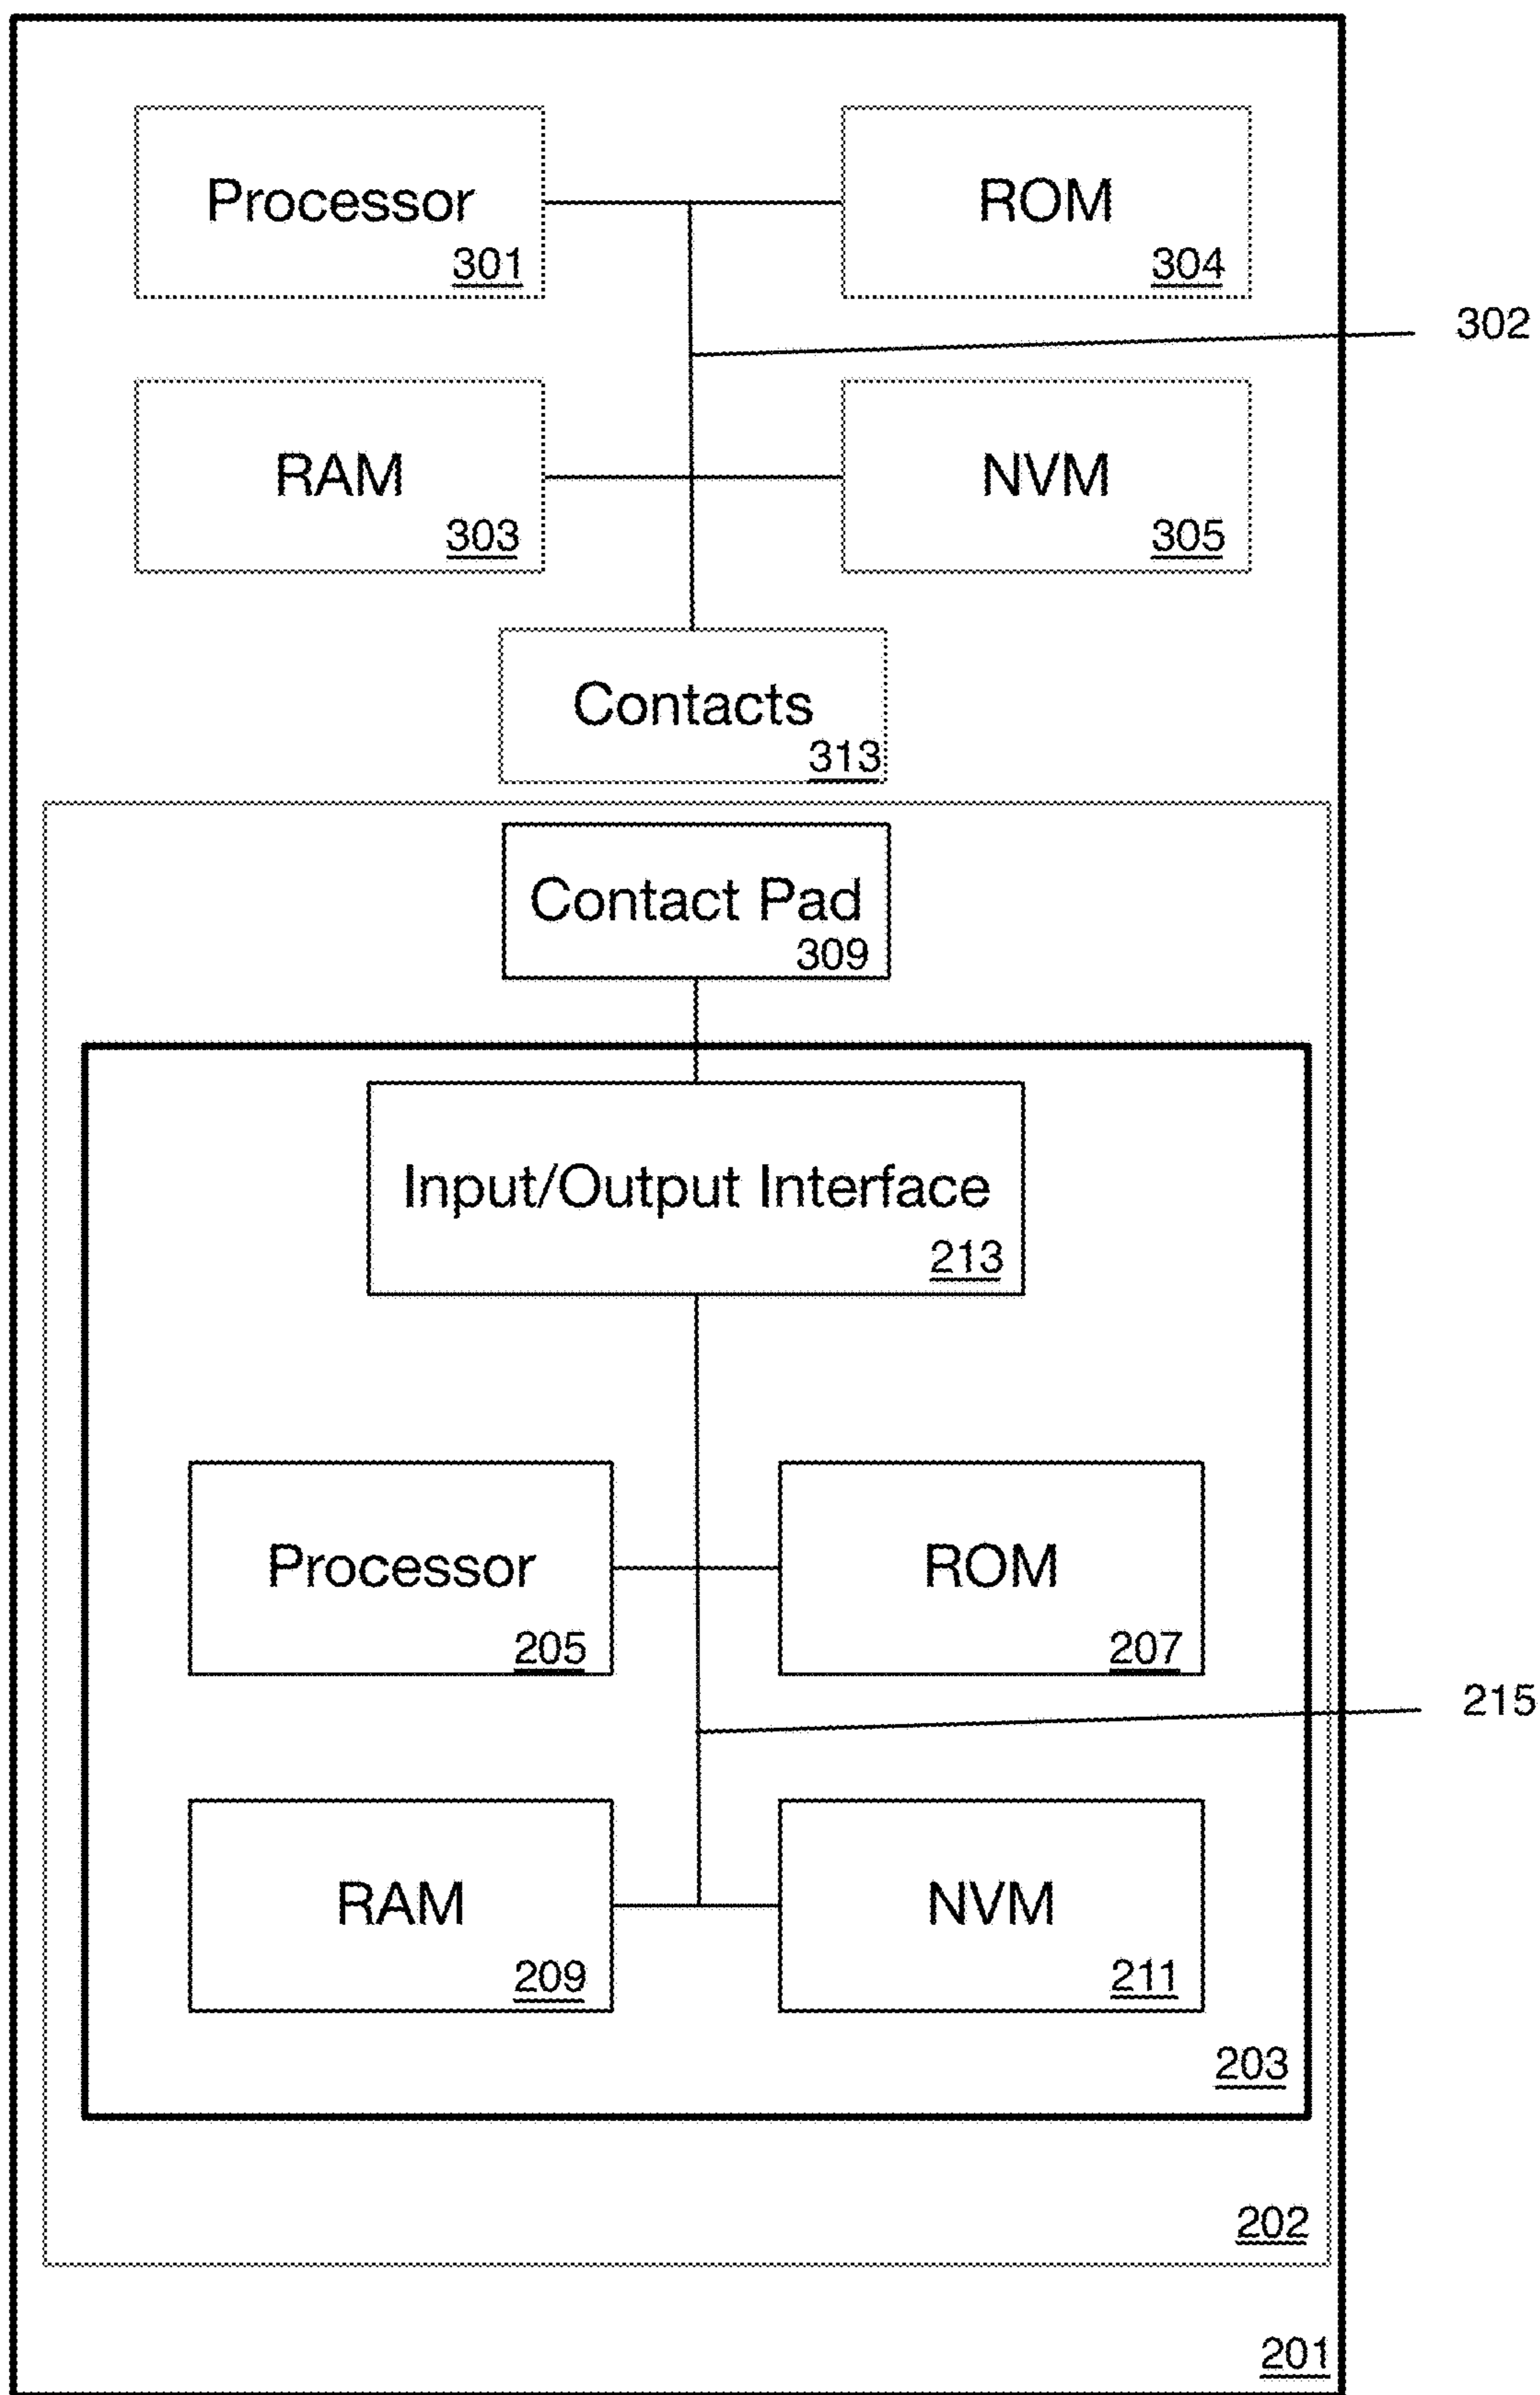 Processor
301
ROM
304
302
RAM
303
NVM
305
Contacts
313
Contact Pad
309
Input/Output Interface
213
Processor
205
ROM
207
215
RAM
209
NVM
211
203
202
201